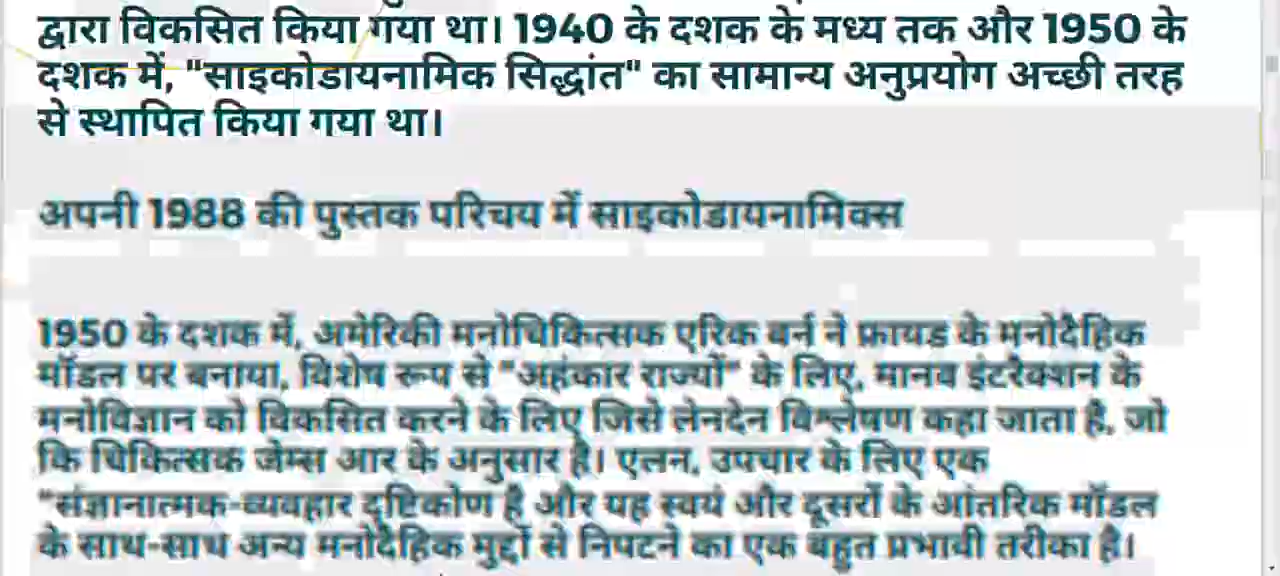 द्वारा विकसित किया गया था। 1940 के दशक के मध्य तक और 1950 के
दशक में, "साइकोडायनामिक सिद्धांत" का सामान्य अनुप्रयोग अच्छी तरह
से स्थापित किया गया था।
अपनी 1988 की पुस्तक परिचय में साइकोडायनामिक्स
1950 के दशक में, अमेरिकी मनोचिकित्सक एरिक बर्न ने फ्रायड के मनोदैहिक
मॉडल पर बनाया, विशेष रूप से "अहंकार राज्यों" के लिए, मानव इंटरैक्शन के
मनोविज्ञान को विकसित करने के लिए जिसे लेनदेन विश्लेषण कहा जाता है, जो
कि चिकित्सक जेम्स आर के अनुसार है। एलन, उपचार के लिए एक
"संज्ञानात्मक-व्यवहार दृष्टिकोण है और यह स्वयं और दूसरों के आंतरिक मॉडल
के साथ-साथ अन्य मनोदैहिक मुद्दों से निपटने का एक बहुत प्रभावी तरीका है।